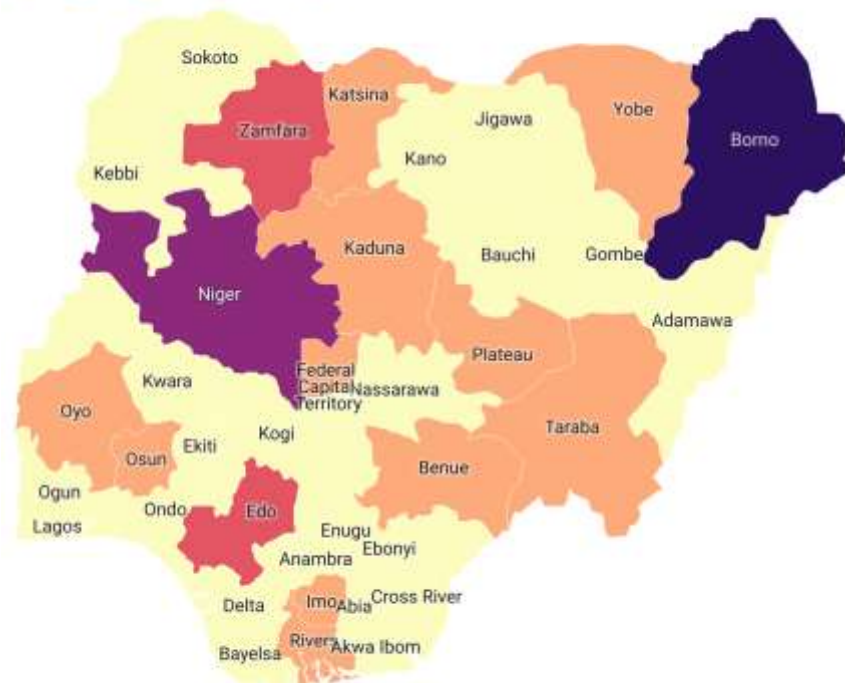 Sokoto
Katsina
Jigawa
Yobe
Borno
Zamfara
Kano
Kebbi
Kaduna
Bauchi
Gombe
Niger
Adamawa
Plateau
Federal
Capital
Territory
Nassarawa
Kwara
Oyo
Taraba
Kogi
Ekiti
Osun
Benue
Ogun
Ondo
Edo
Lagos
Enugu
Ebonyi
Anambra
Delta
Imo
Abia
Cross River
Rivers
Akwa Ibom
Bayelsa